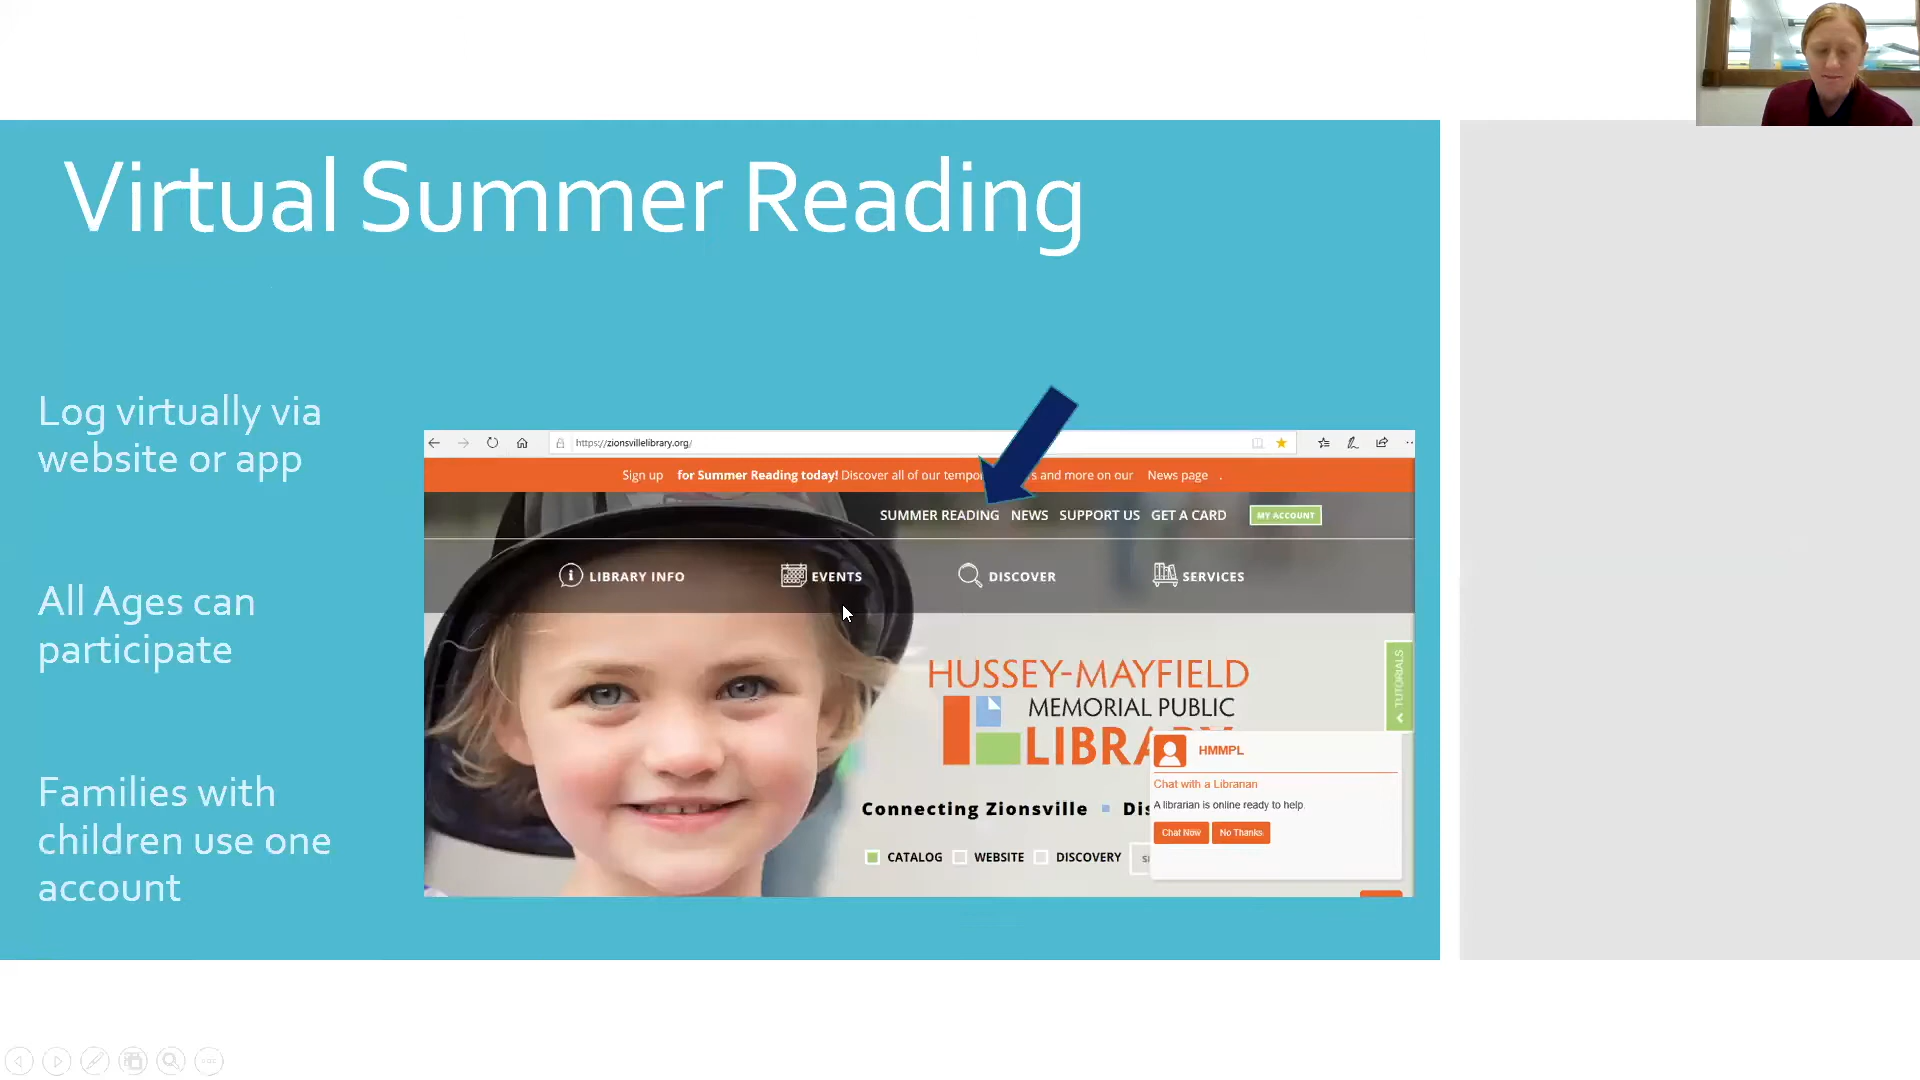 Virtual Summer Reading
Log virtually via
website or app
All Ages can
participate
Families with
children use one
account
https://zionsvillelibrary.org/
Sign up for Summer Reading today! Discover all of our and more on our News page .
SUMMER READING NEWS SUPPORT US GET A CARD MY ACCOUNT
LIBRARY INFO EVENTS DISCOVER SERVICES
HUSSEY-MAYFIELD
MEMORIAL PUBLIC
TUTORIALS
HMMPL
Chat with a Librarian
A librarian is online ready to help.
Chat Now No Thanks
Connecting Zionsville
CATALOG WEBSITE DISCOVERY